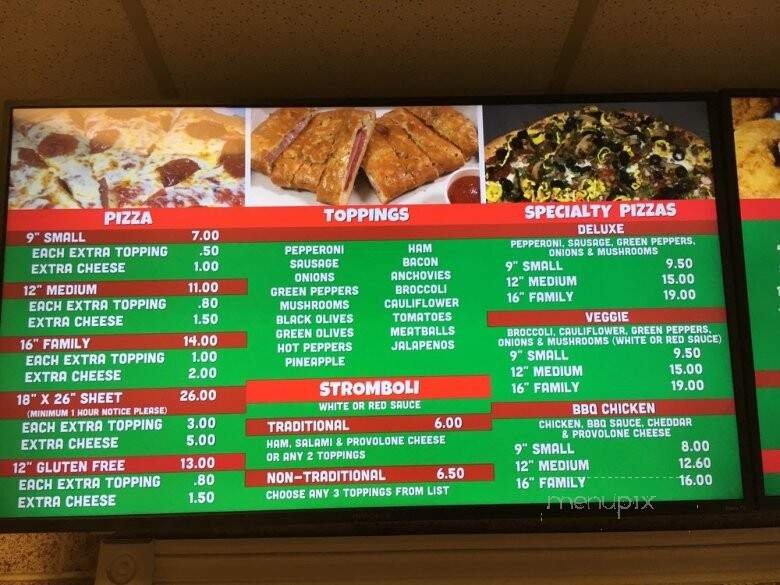 PIZZA
9" SMALL 7.00
EACH EXTRA TOPPING .50
EXTRA CHEESE 1.00
12" MEDIUM 11.00
EACH EXTRA TOPPING .80
EXTRA CHEESE 1.50
16" FAMILY 14.00
EACH EXTRA TOPPING 1.00
EXTRA CHEESE 2.00
18" X 26" SHEET 26.00
(MINIMUM 1 HOUR NOTICE PLEASE)
EACH EXTRA TOPPING 3.00
EXTRA CHEESE 5.00
12" GLUTEN FREE 13.00
EACH EXTRA TOPPING .80
EXTRA CHEESE 1.50
TOPPINGS
PEPPERONI
SAUSAGE
ONIONS
GREEN PEPPERS
MUSHROOMS
BLACK OLIVES
GREEN OLIVES
HOT PEPPERS
PINEAPPLE
HAM
BACON
ANCHOVIES
BROCCOLI
CAULIFLOWER
TOMATOES
MEATBALLS
JALAPENOS
STROMBOLI
WHITE OR RED SAUCE
TRADITIONAL 6.00
HAM, SALAMI & PROVOLONE CHEESE
OR ANY 2 TOPPINGS
NON-TRADITIONAL 6.50
CHOOSE ANY 3 TOPPINGS FROM LIST
SPECIALTY PIZZAS
DELUXE
PEPPERONI, SAUSAGE, GREEN PEPPERS,
ONIONS & MUSHROOMS
9" SMALL 9.50
12" MEDIUM 15.00
16" FAMILY 19.00
VEGGIE
BROCCOLI, CAULIFLOWER, GREEN PEPPERS,
ONIONS & MUSHROOMS (WHITE OR RED SAUCE)
9" SMALL 9.50
12" MEDIUM 15.00
16" FAMILY 19.00
BBQ CHICKEN
CHICKEN, BBQ SAUCE, CHEDDAR
& PROVOLONE CHEESE
9" SMALL 8.00
12" MEDIUM 12.60
16" FAMILY 16.00
menupix